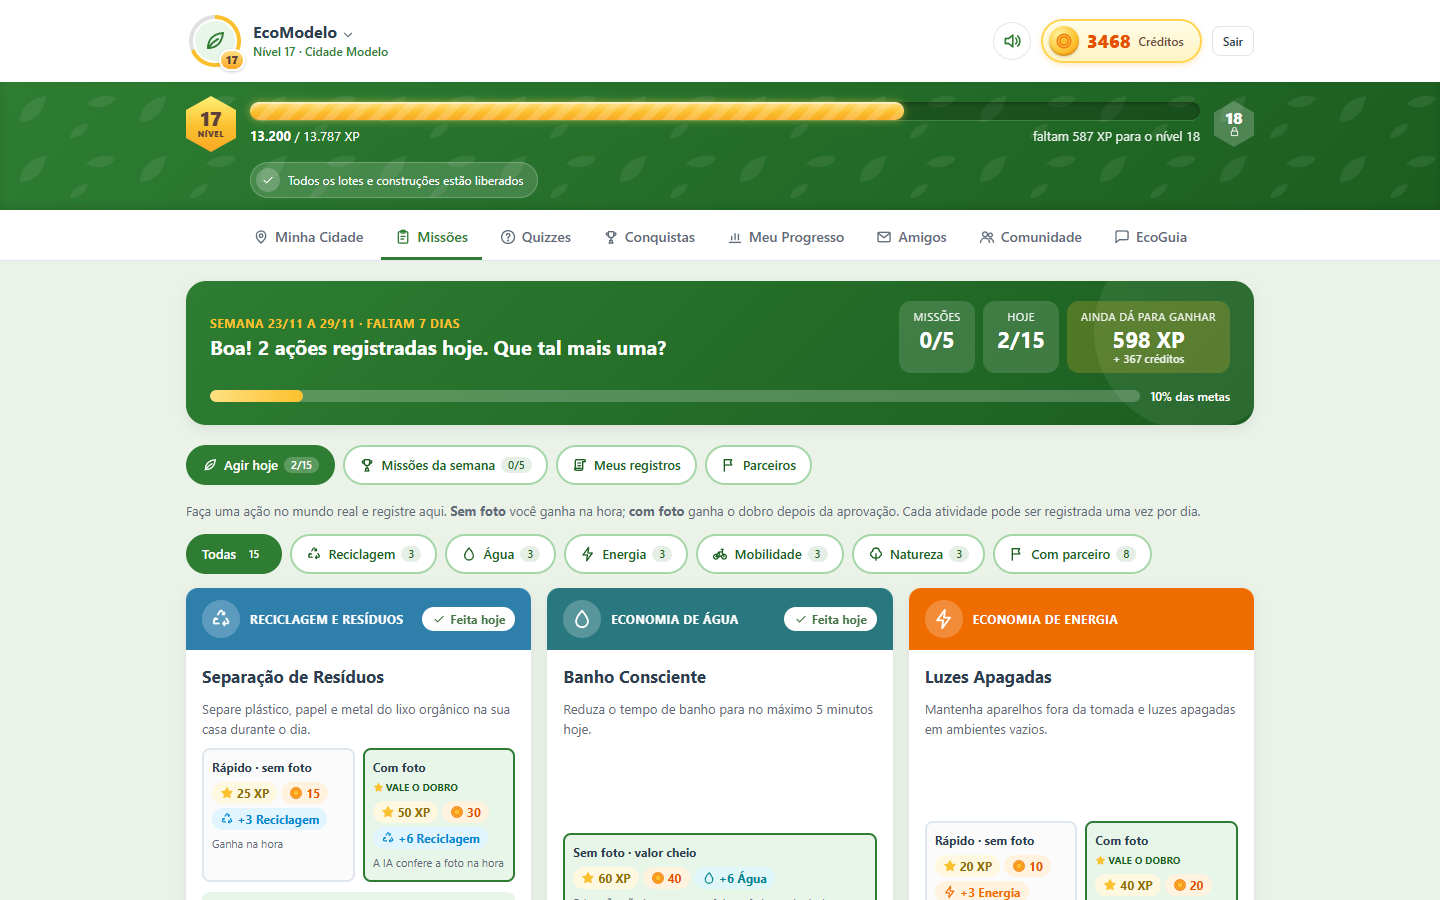 EcoModelo
Nível 17 · Cidade Modelo
17
3468 Créditos
Sair
17
NÍVEL
13.200 / 13.787 XP
faltam 587 XP para o nível 18
18
Todos os lotes e construções estão liberados
Minha Cidade
Missões
Quizzes
Conquistas
Meu Progresso
Amigos
Comunidade
EcoGuia
SEMANA 23/11 A 29/11 · FALTAM 7 DIAS
Boa! 2 ações registradas hoje. Que tal mais uma?
MISSÕES
0/5
HOJE
2/15
AINDA DÁ PARA GANHAR
598 XP
+ 367 créditos
10% das metas
Agir hoje 2/15
Missões da semana 0/5
Meus registros
Parceiros
Faça uma ação no mundo real e registre aqui. Sem foto você ganha na hora; com foto ganha o dobro depois da aprovação. Cada atividade pode ser registrada uma vez por dia.
Todas 15
Reciclagem 3
Água 3
Energia 3
Mobilidade 3
Natureza 3
Com parceiro 8
RECICLAGEM E RESÍDUOS
Feita hoje
Separação de Resíduos
Separe plástico, papel e metal do lixo orgânico na sua
casa durante o dia.
Rápido · sem foto
25 XP
15
+3 Reciclagem
Ganha na hora
Com foto
VALE O DOBRO
50 XP
30
+6 Reciclagem
A IA confere a foto na hora
ECONOMIA DE ÁGUA
Feita hoje
Banho Consciente
Reduza o tempo de banho para no máximo 5 minutos
hoje.
Sem foto · valor cheio
60 XP
40
+6 Água
ECONOMIA DE ENERGIA
Luzes Apagadas
Mantenha aparelhos fora da tomada e luzes apagadas
em ambientes vazios.
Rápido · sem foto
20 XP
10
+3 Energia
Com foto
VALE O DOBRO
40 XP
20